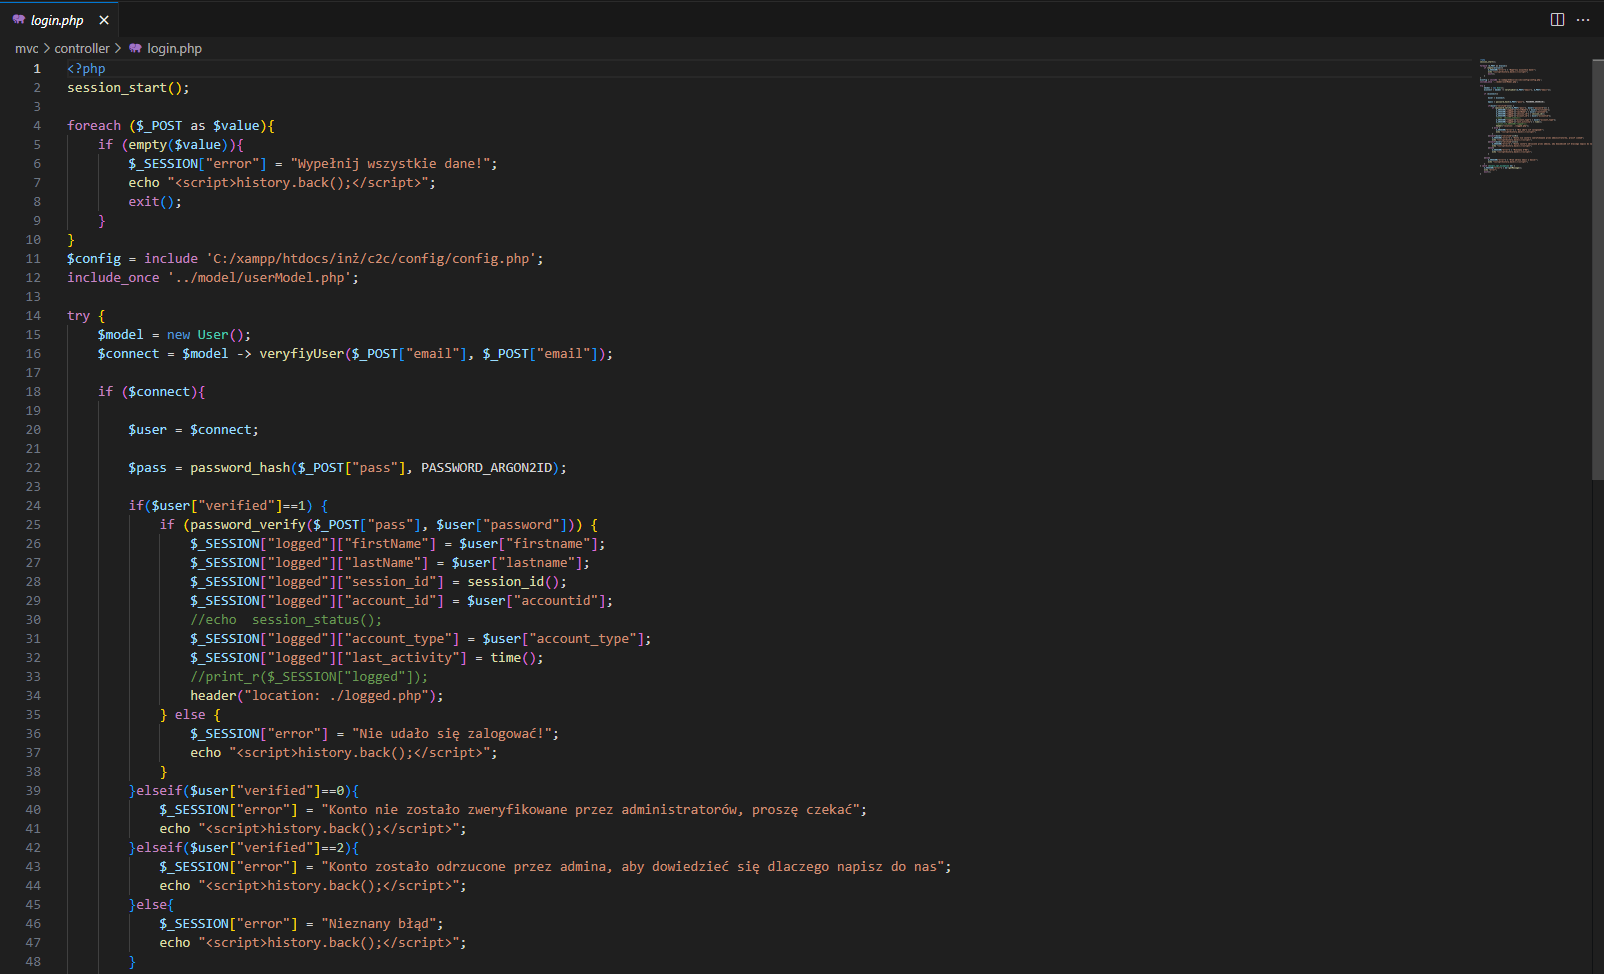 login.php
mvc > controller > login.php
1 <?php
2 session_start();
3
4 foreach ($_POST as $value){
5     if (empty($value)){
6         $_SESSION["error"] = "Wypełnij wszystkie dane!";
7         echo "<script>history.back();</script>";
8         exit();
9     }
10 }
11 $config = include 'C:/xampp/htdocs/inż/c2c/config/config.php';
12 include_once '../model/userModel.php';
13
14 try {
15     $model = new User();
16     $connect = $model -> veryfiyUser($_POST["email"], $_POST["email"]);
17
18     if ($connect){
19
20         $user = $connect;
21
22         $pass = password_hash($_POST["pass"], PASSWORD_ARGON2ID);
23
24         if($user["verified"]==1) {
25             if (password_verify($_POST["pass"], $user["password"])) {
26                 $_SESSION["logged"]["firstName"] = $user["firstname"];
27                 $_SESSION["logged"]["lastName"] = $user["lastname"];
28                 $_SESSION["logged"]["session_id"] = session_id();
29                 $_SESSION["logged"]["account_id"] = $user["accountid"];
30                 //echo  session_status();
31                 $_SESSION["logged"]["account_type"] = $user["account_type"];
32                 $_SESSION["logged"]["last_activity"] = time();
33                 //print_r($_SESSION["logged"]);
34                 header("location: ./logged.php");
35             } else {
36                 $_SESSION["error"] = "Nie udało się zalogować!";
37                 echo "<script>history.back();</script>";
38             }
39         }elseif($user["verified"]==0){
40             $_SESSION["error"] = "Konto nie zostało zweryfikowane przez administratorów, proszę czekać";
41             echo "<script>history.back();</script>";
42         }elseif($user["verified"]==2){
43             $_SESSION["error"] = "Konto zostało odrzucone przez admina, aby dowiedzieć się dlaczego napisz do nas";
44             echo "<script>history.back();</script>";
45         }else{
46             $_SESSION["error"] = "Nieznany błąd";
47             echo "<script>history.back();</script>";
48         }